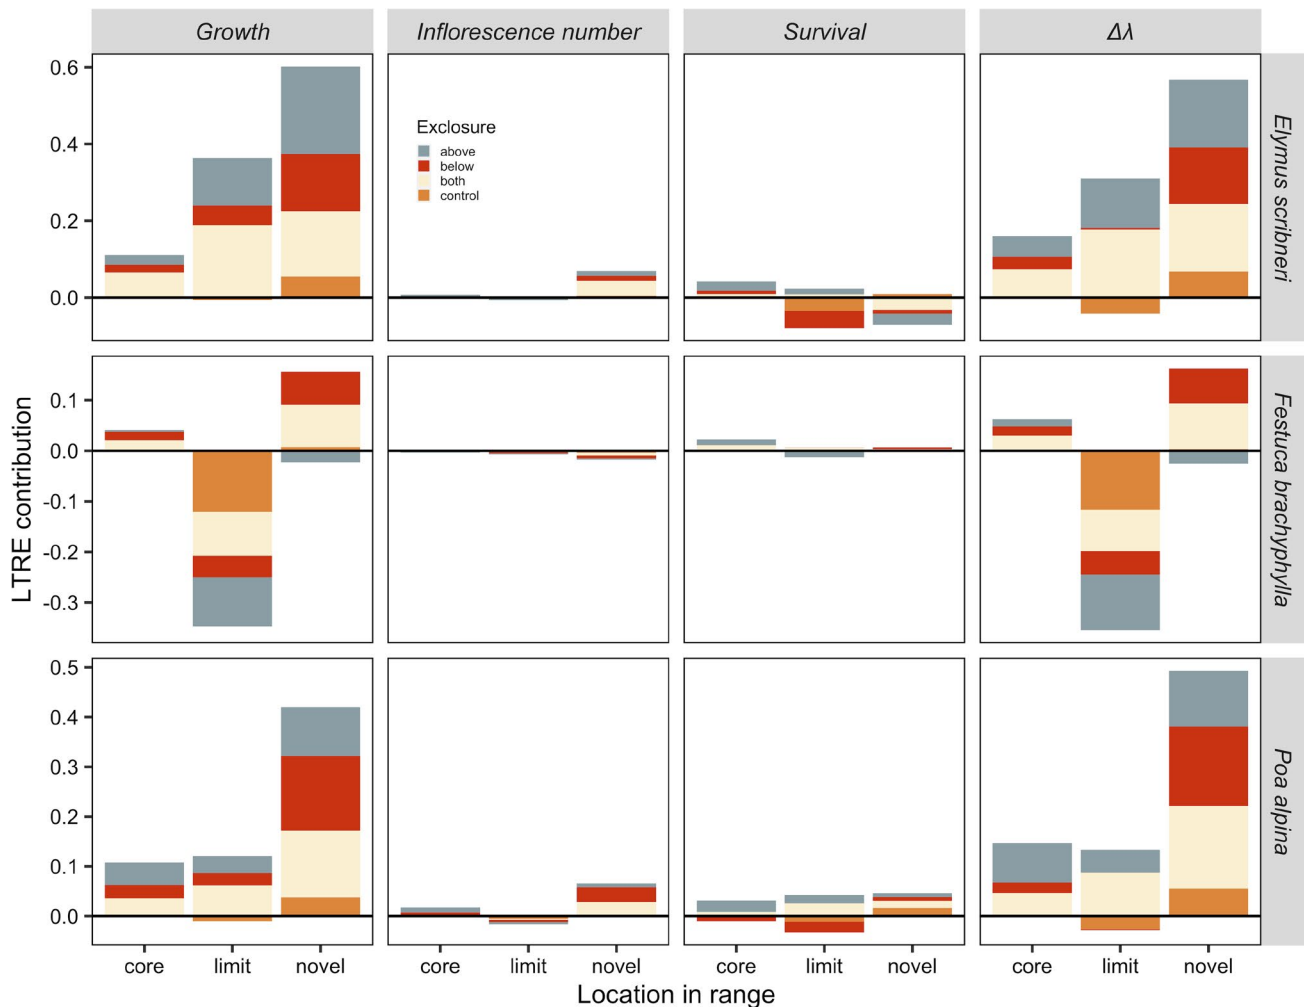 Growth
Inflorescence number
Survival
Δλ
0.6
0.4
0.2
0.0
Exclosure
above
below
both
control
Elymus scribneri
0.1
0.0
-0.1
-0.2
-0.3
Festuca brachyphylla
LTRE contribution
0.5
0.4
0.3
0.2
0.1
0.0
Poa alpina
core
limit
novel
core
limit
novel
core
limit
novel
core
limit
novel
Location in range